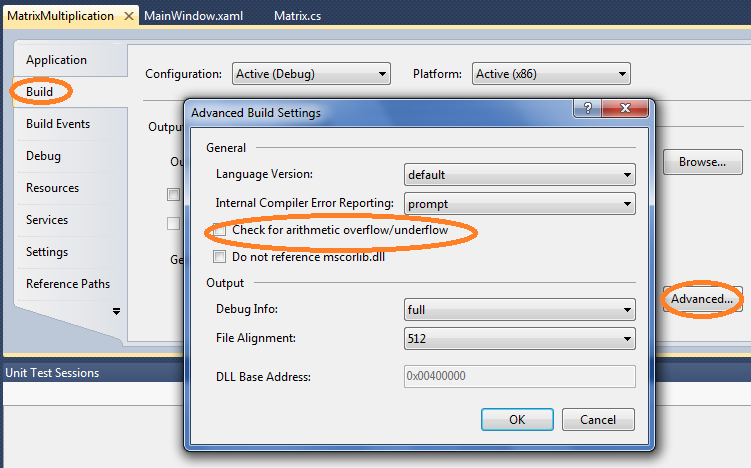 MatrixMultiplication MainWindow.xaml Matrix.cs
Application
Configuration: Active (Debug) Platform: Active (x86)
Build
Advanced Build Settings ?
Build Events
Outpu
General
Debug
Ou
Browse...
Language Version: default
Resources
Internal Compiler Error Reporting: prompt
Services
Check for arithmetic overflow/underflow
Settings
Do not reference mscorlib.dll
Ge
Reference Paths
Output
Advanced...
Debug Info: full
File Alignment: 512
Unit Test Sessions
DLL Base Address: 0x00400000
OK Cancel